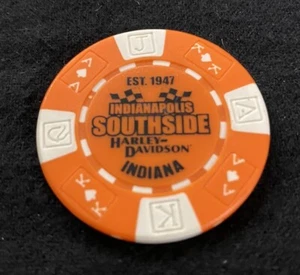 EST. 1947
INDIANAPOLIS
SOUTHSIDE
HARLEY-
DAVIDSON
INDIANA
J
K K
A
A A
K
Q Q
Q
J J